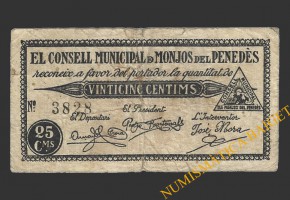 EL CONSELL MUNICIPAL D MONJOS DEL PENEDÈS
reconeix a favor del portador la quantitat de
VINTICINC CENTIMS
Nº 3828
El Dipositari El President L'Interventor
25
CMS
NUMISMATICA